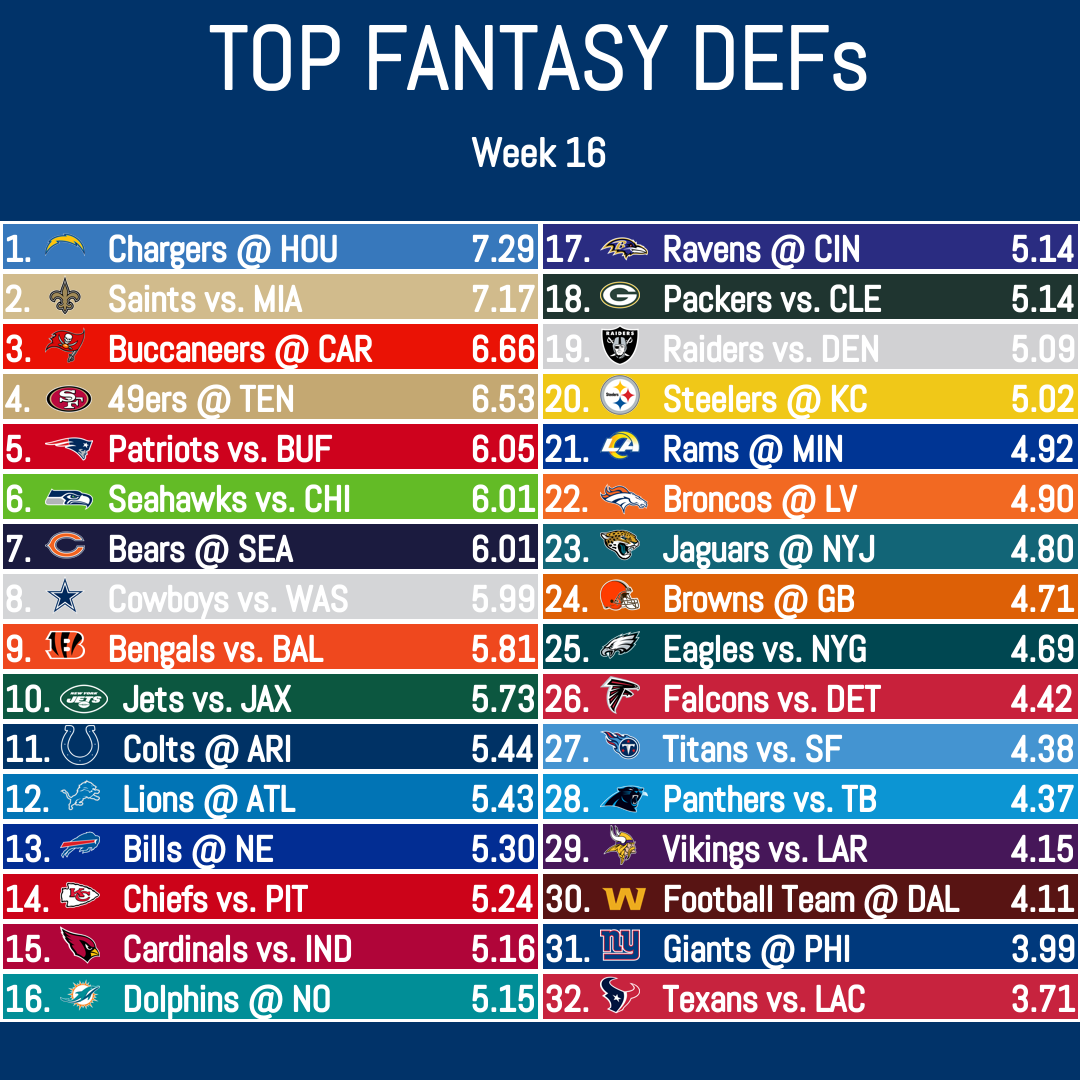 TOP FANTASY DEFs
Week 16
1. Chargers @ HOU 7.29
2. Saints vs. MIA 7.17
3. Buccaneers @ CAR 6.66
4. 49ers @ TEN 6.53
5. Patriots vs. BUF 6.05
6. Seahawks vs. CHI 6.01
7. Bears @ SEA 6.01
8. Cowboys vs. WAS 5.99
9. Bengals vs. BAL 5.81
10. NEW YORK JETS Jets vs. JAX 5.73
11. Colts @ ARI 5.44
12. Lions @ ATL 5.43
13. Bills @ NE 5.30
14. KC Chiefs vs. PIT 5.24
15. Cardinals vs. IND 5.16
16. Dolphins @ NO 5.15
17. Ravens @ CIN 5.14
18. G Packers vs. CLE 5.14
19. RAIDERS Raiders vs. DEN 5.09
20. Steelers Steelers @ KC 5.02
21. LA Rams @ MIN 4.92
22. Broncos @ LV 4.90
23. Jaguars @ NYJ 4.80
24. Browns @ GB 4.71
25. Eagles vs. NYG 4.69
26. Falcons vs. DET 4.42
27. T Titans vs. SF 4.38
28. Panthers vs. TB 4.37
29. Vikings vs. LAR 4.15
30. W Football Team @ DAL 4.11
31. ny Giants @ PHI 3.99
32. Texans vs. LAC 3.71